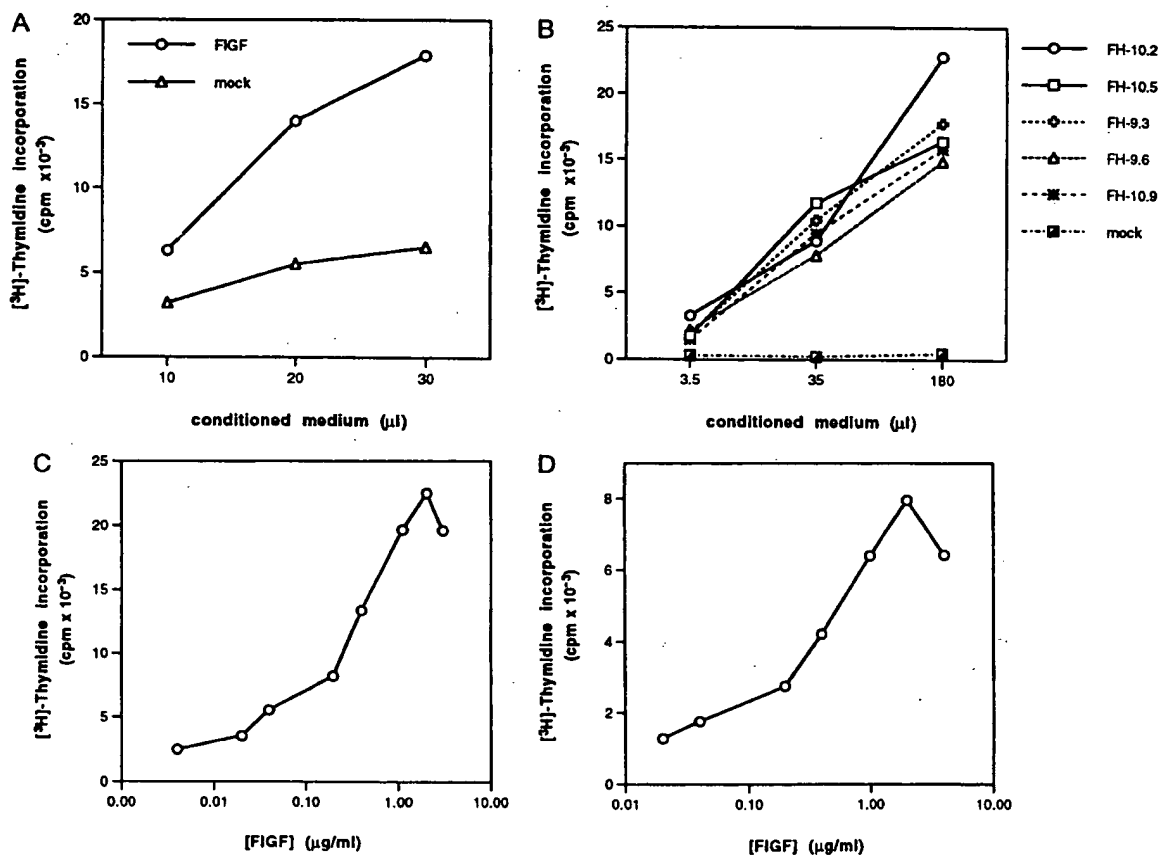 A
[³H]-Thymidine incorporation
(cpm x10⁻³)
20
15
10
5
0
FIGF
mock
10
20
30
conditioned medium (µl)
B
[³H]-Thymidine incorporation
(cpm x10⁻³)
25
20
15
10
5
0
3.5
35
180
conditioned medium (µl)
FH-10.2
FH-10.5
FH-9.3
FH-9.6
FH-10.9
mock
C
[³H]-Thymidine incorporation
(cpm x 10⁻³)
25
20
15
10
5
0
0.00
0.01
0.10
1.00
10.00
[FIGF] (µg/ml)
D
[³H]-Thymidine incorporation
(cpm x 10⁻³)
8
6
4
2
0
0.01
0.10
1.00
10.00
[FIGF] (µg/ml)